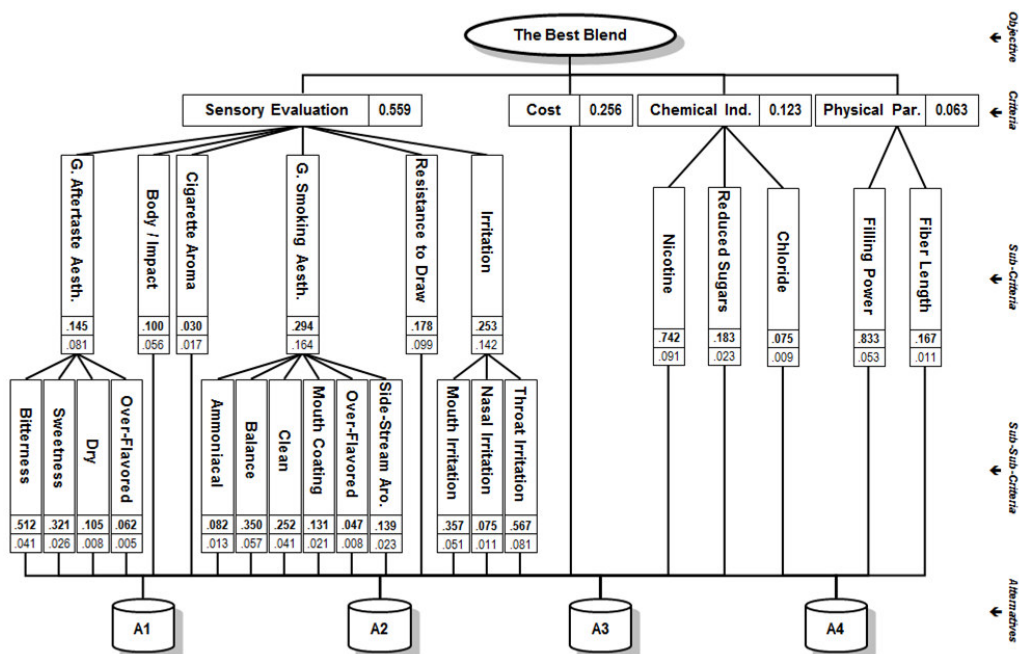 The Best Blend
Objective
Sensory Evaluation 0.559
Cost 0.256
Chemical Ind. 0.123
Physical Par. 0.063
Criteria
G. Aftertaste Aesth.
.145
.081
Body / Impact
.100
.056
Cigarette Aroma
.030
.017
G. Smoking Aesth.
.294
.164
Resistance to Draw
.178
.099
Irritation
.253
.142
Nicotine
.742
.091
Reduced Sugars
.183
.023
Chloride
.075
.009
Filling Power
.833
.053
Fiber Length
.167
.011
Sub-Criteria
Bitterness
.512
.041
Sweetness
.321
.026
Dry
.105
.008
Over-Flavored
.062
.005
Ammoniacal
.082
.013
Balance
.350
.057
Clean
.252
.041
Mouth Coating
.131
.021
Over-Flavored
.047
.008
Side-Stream Aro.
.139
.023
Mouth Irritation
.357
.051
Nasal Irritation
.075
.011
Throat Irritation
.567
.081
Sub-Sub-Criteria
A1
A2
A3
A4
Alternatives